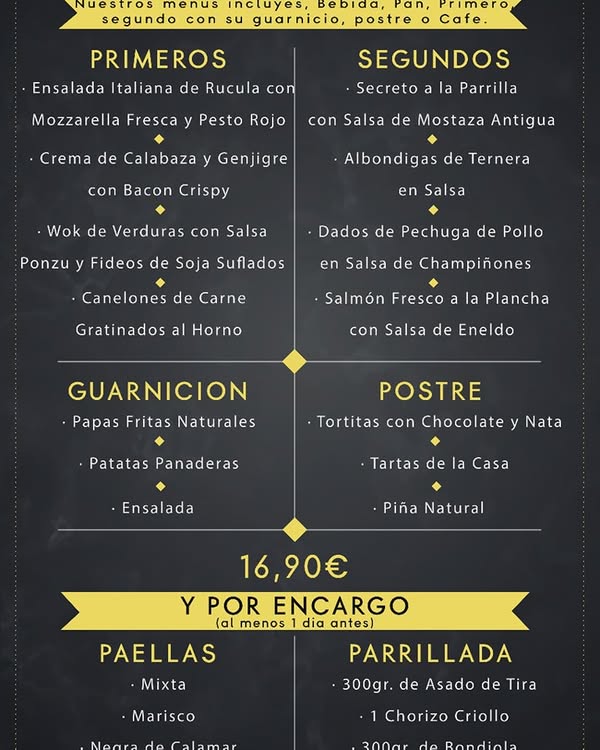 Nuestros menus incluyes, Bebida, Pan, Primero,
segundo con su guarnicio, postre o Cafe.
PRIMEROS
· Ensalada Italiana de Rucula con
Mozzarella Fresca y Pesto Rojo
· Crema de Calabaza y Genjigre
con Bacon Crispy
· Wok de Verduras con Salsa
Ponzu y Fideos de Soja Suflados
· Canelones de Carne
Gratinados al Horno
SEGUNDOS
· Secreto a la Parrilla
con Salsa de Mostaza Antigua
· Albondigas de Ternera
en Salsa
· Dados de Pechuga de Pollo
en Salsa de Champiñones
· Salmón Fresco a la Plancha
con Salsa de Eneldo
GUARNICION
· Papas Fritas Naturales
· Patatas Panaderas
· Ensalada
POSTRE
· Tortitas con Chocolate y Nata
· Tartas de la Casa
· Piña Natural
16,90€
Y POR ENCARGO
(al menos 1 dia antes)
PAELLAS
· Mixta
· Marisco
· Negra de Calamar
PARRILLADA
· 300gr. de Asado de Tira
· 1 Chorizo Criollo
· 300gr. de Bondiola